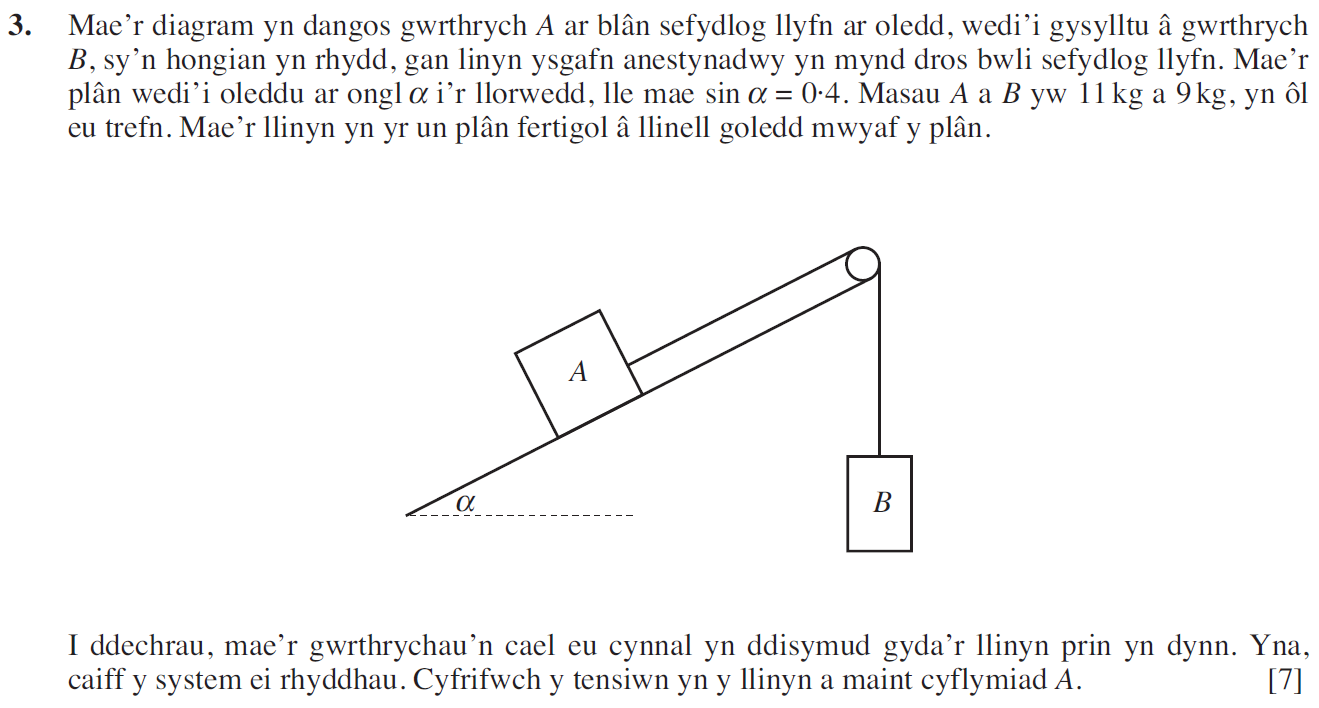 3. Mae'r diagram yn dangos gwrthrych A ar blân sefydlog llyfn ar oledd, wedi'i gysylltu â gwrthrych
B, sy'n hongian yn rhydd, gan linyn ysgafn anestynadwy yn mynd dros bwli sefydlog llyfn. Mae'r
plân wedi'i oleddu ar ongl α i'r llorwedd, lle mae sin α = 0·4. Masau A a B yw 11 kg a 9 kg, yn ôl
eu trefn. Mae'r llinyn yn yr un plân fertigol â llinell goledd mwyaf y plân.
A
α
B
I ddechrau, mae'r gwrthrychau'n cael eu cynnal yn ddisymud gyda'r llinyn prin yn dynn. Yna,
caiff y system ei rhyddhau. Cyfrifwch y tensiwn yn y llinyn a maint cyflymiad A. [7]